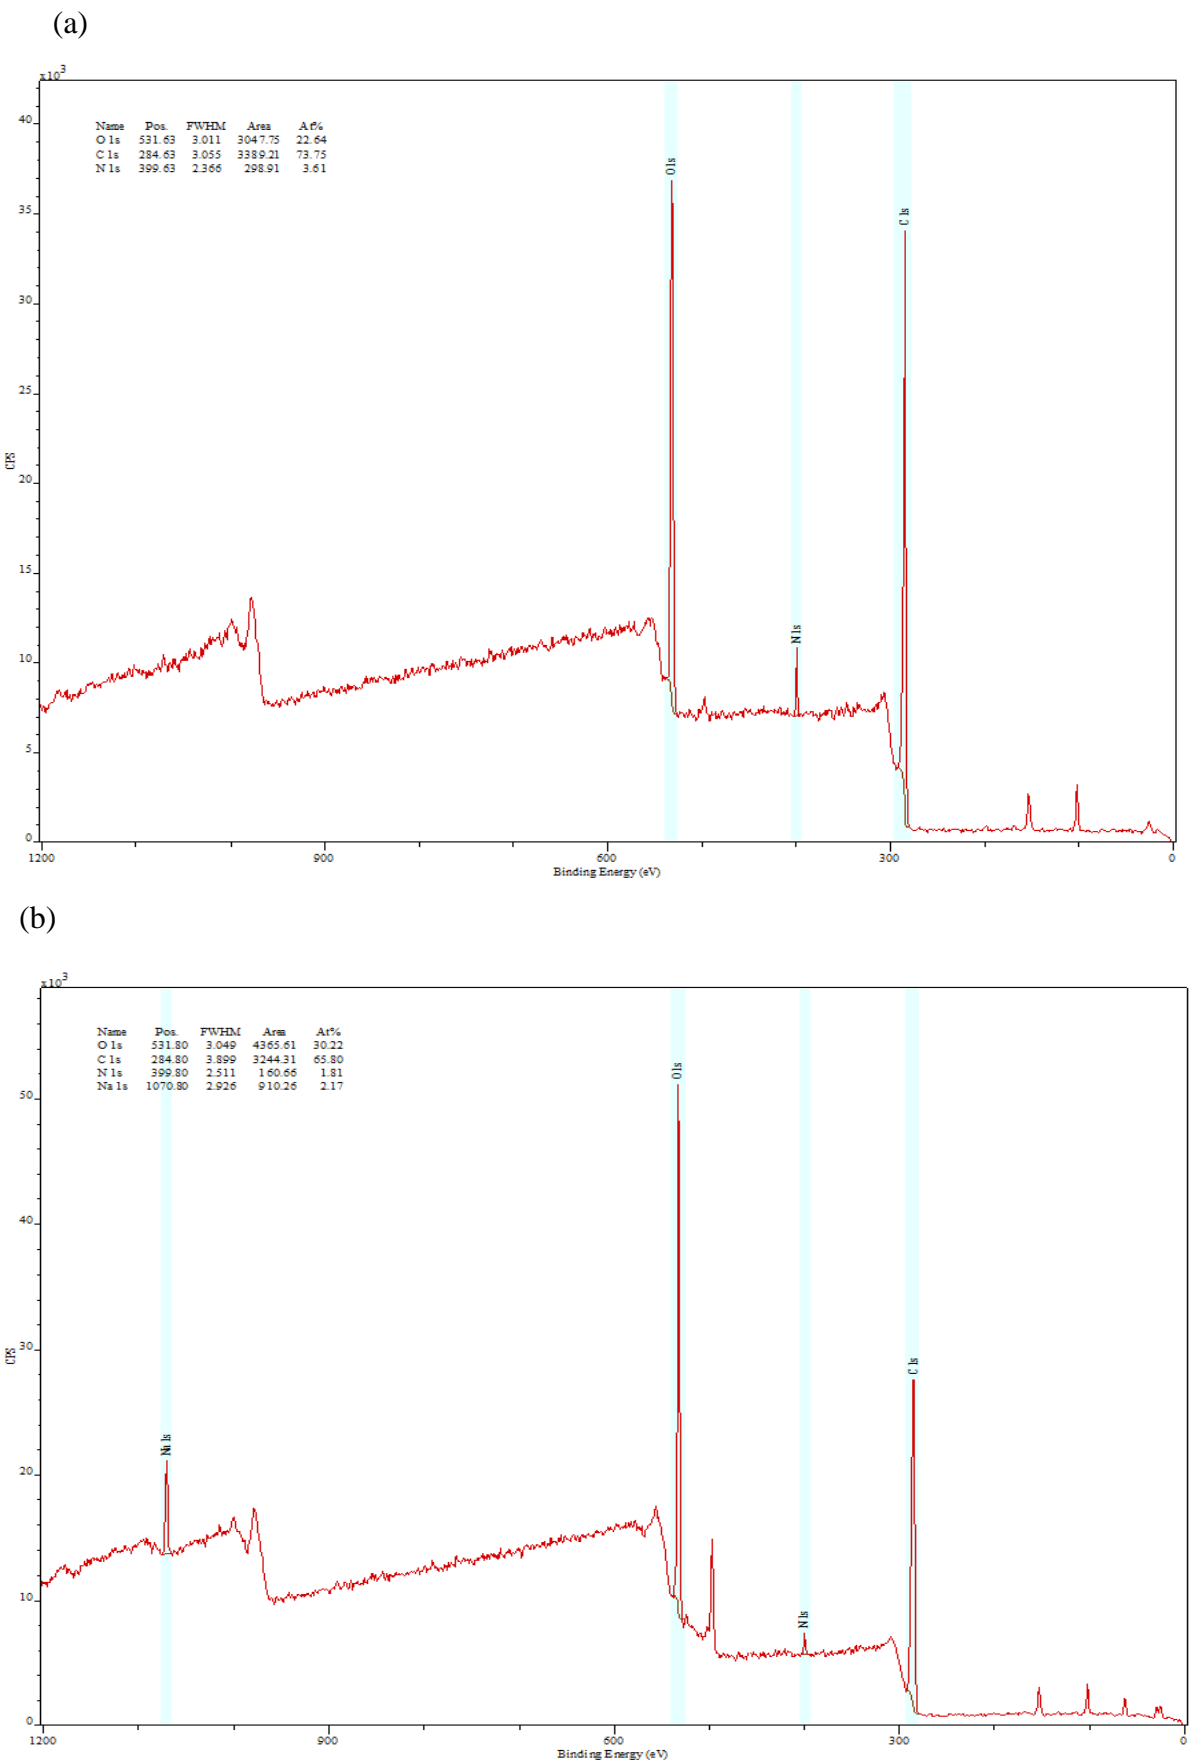 (a)
x10³
40
Name Pos. FWHM Area At%
O 1s 531.63 3.011 3047.75 22.64
C 1s 284.63 3.055 3389.21 73.75
N 1s 399.63 2.366 298.91 3.61
O 1s
C 1s
35
30
25
CPS
20
15
N 1s
10
5
0
1200 900 600 300 0
Binding Energy (eV)
(b)
x10³
Name Pos. FWHM Area At%
O 1s 531.80 3.049 4365.61 30.22
C 1s 284.80 3.899 3244.31 65.80
N 1s 399.80 2.511 160.66 1.81
Na 1s 1070.80 2.926 910.26 2.17
O 1s
50
40
30
CPS
C 1s
Na 1s
20
N 1s
10
0
1200 900 600 300 0
Binding Energy (eV)